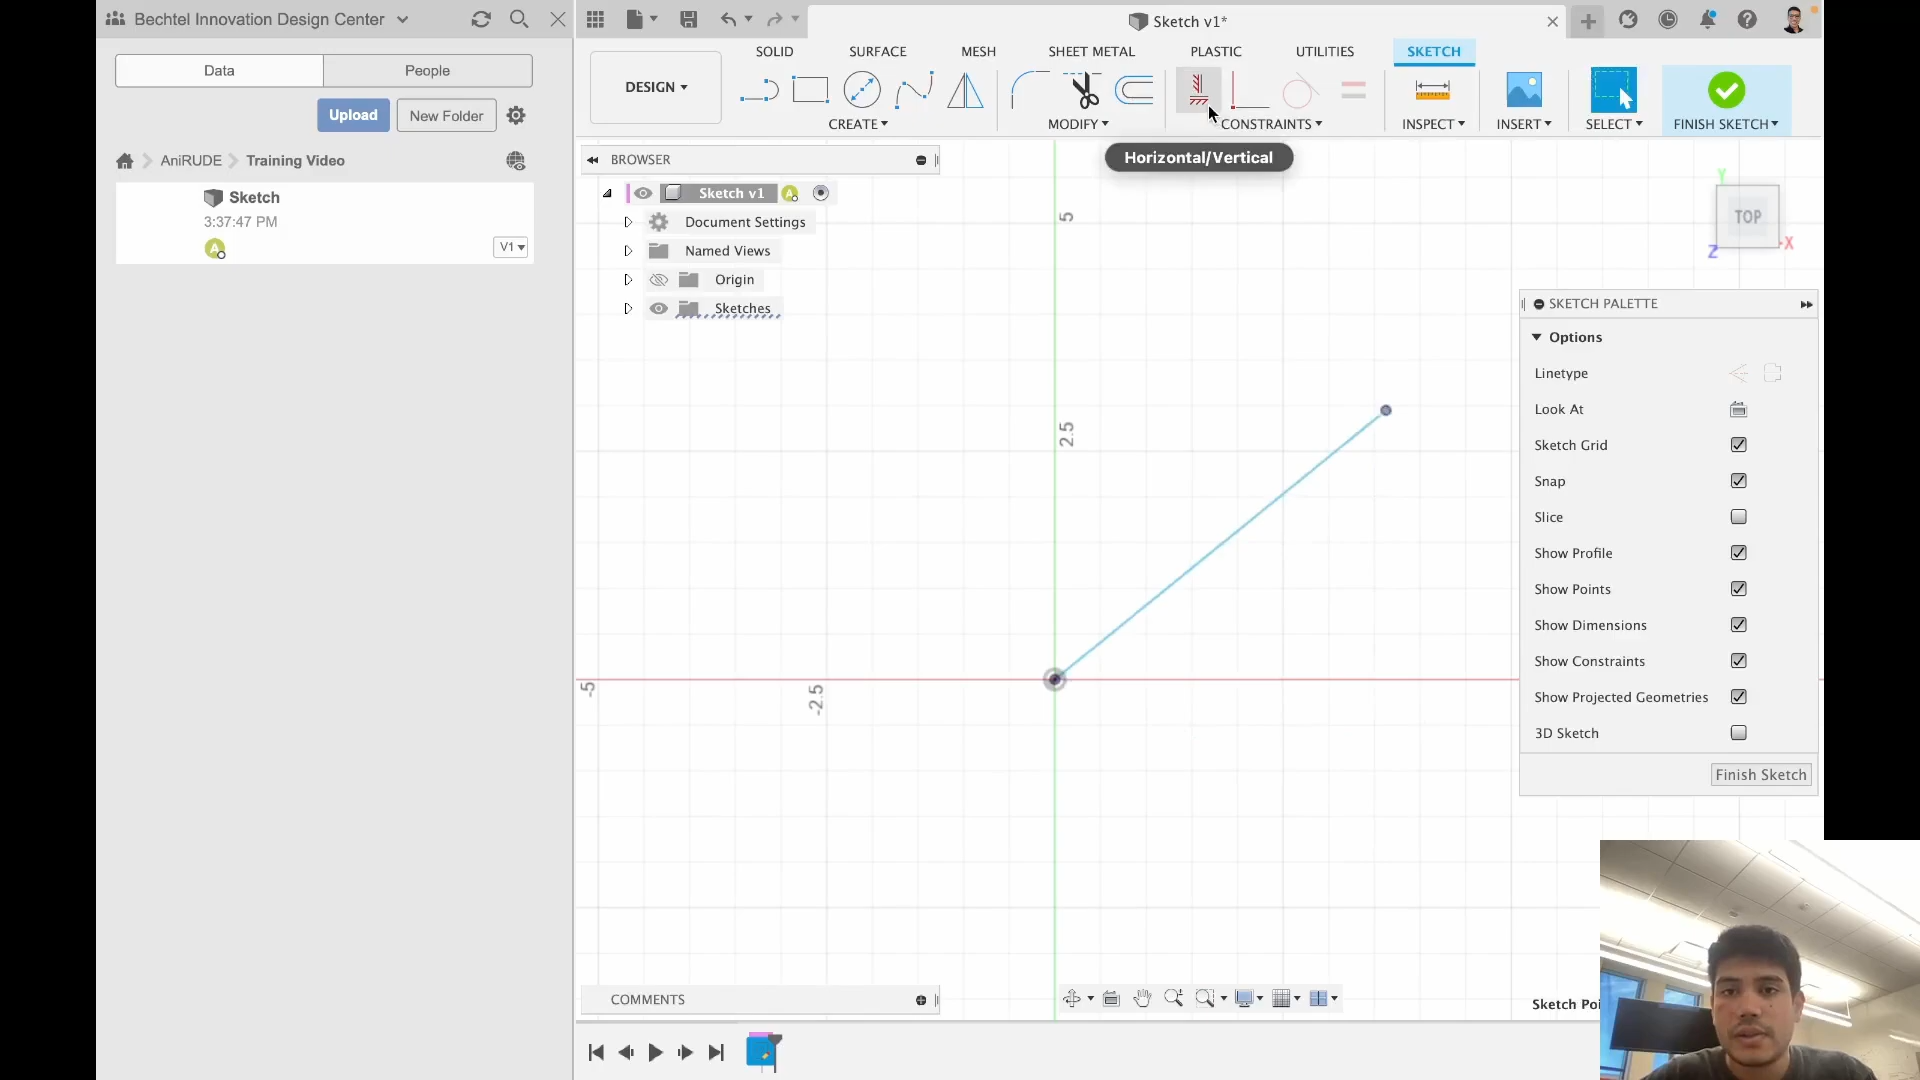 Bechtel Innovation Design Center
Data
People
Upload
New Folder
AniRUDE
Training Video
Sketch
3:37:47 PM
A
V1
Sketch v1*
DESIGN
SOLID
SURFACE
MESH
SHEET METAL
PLASTIC
UTILITIES
SKETCH
CREATE
MODIFY
CONSTRAINTS
INSPECT
INSERT
SELECT
FINISH SKETCH
Horizontal/Vertical
BROWSER
Sketch v1
A
Document Settings
Named Views
Origin
Sketches
5
2.5
-5
-2.5
Y
TOP
X
Z
SKETCH PALETTE
Options
Linetype
Look At
Sketch Grid
Snap
Slice
Show Profile
Show Points
Show Dimensions
Show Constraints
Show Projected Geometries
3D Sketch
Finish Sketch
COMMENTS
Sketch Poi